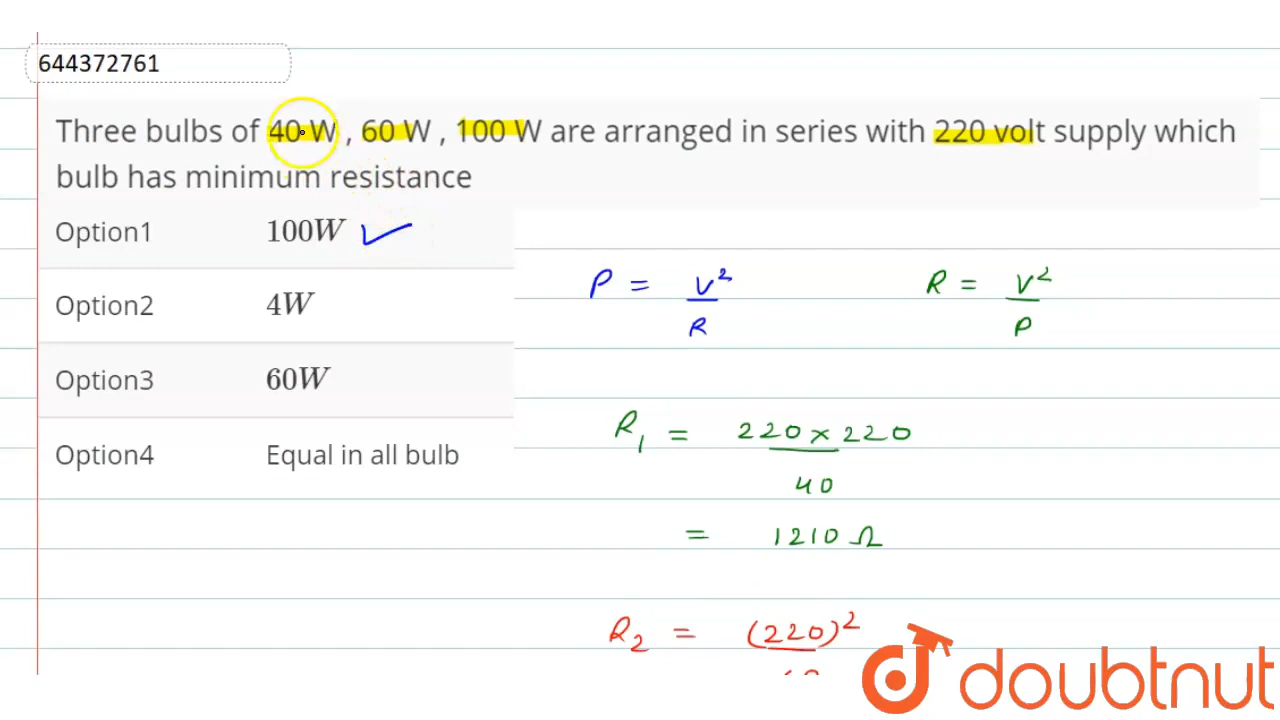 644372761
Three bulbs of 40 W , 60 W , 100 W are arranged in series with 220 volt supply which
bulb has minimum resistance
Option1 100W ✓
Option2 4W
Option3 60W
Option4 Equal in all bulb
P = V² / R
R = V² / P
R₁ = 220 × 220 / 40
= 1210 Ω
R₂ = (220)²
doubtnut